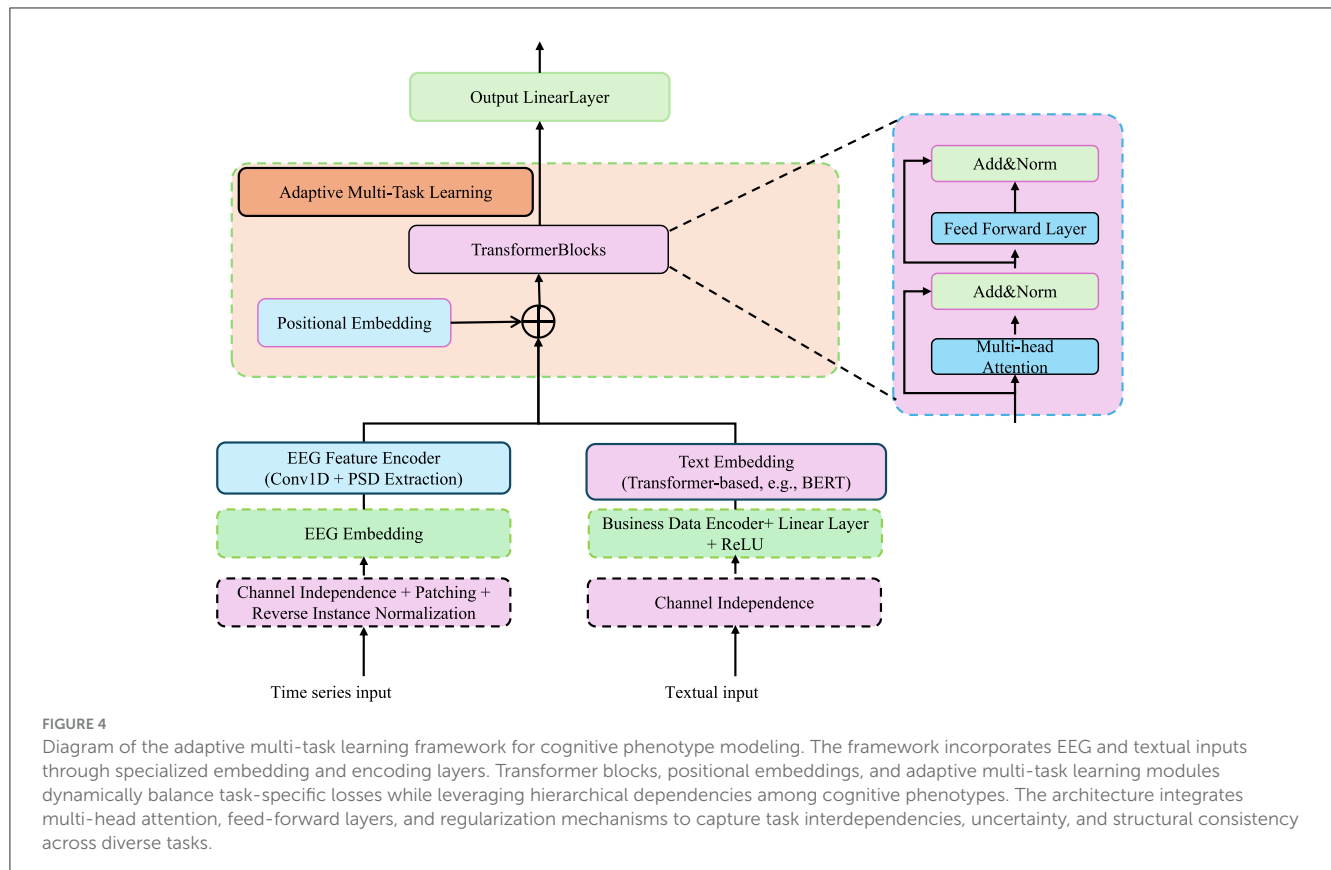 Output LinearLayer
Adaptive Multi-Task Learning
TransformerBlocks
Positional Embedding
Add&Norm
Feed Forward Layer
Add&Norm
Multi-head
Attention
EEG Feature Encoder
(Conv1D + PSD Extraction)
EEG Embedding
Channel Independence + Patching +
Reverse Instance Normalization
Time series input
Text Embedding
(Transformer-based, e.g., BERT)
Business Data Encoder+ Linear Layer
+ ReLU
Channel Independence
Textual input
FIGURE 4
Diagram of the adaptive multi-task learning framework for cognitive phenotype modeling. The framework incorporates EEG and textual inputs
through specialized embedding and encoding layers. Transformer blocks, positional embeddings, and adaptive multi-task learning modules
dynamically balance task-specific losses while leveraging hierarchical dependencies among cognitive phenotypes. The architecture integrates
multi-head attention, feed-forward layers, and regularization mechanisms to capture task interdependencies, uncertainty, and structural consistency
across diverse tasks.